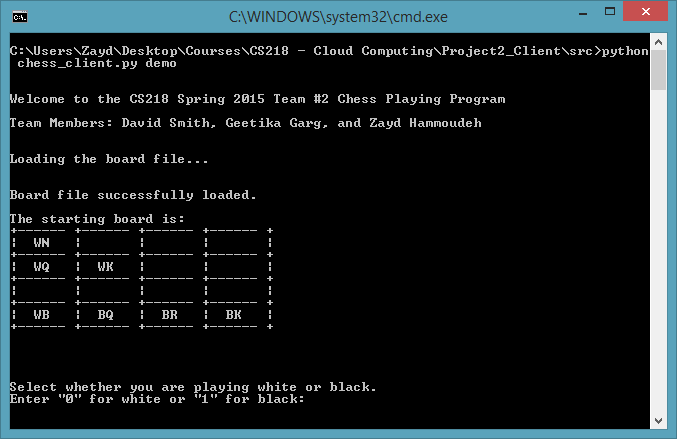 C:\WINDOWS\system32\cmd.exe
C:\Users\Zayd\Desktop\Courses\CS218 - Cloud Computing\Project2_Client\src>python
 chess_client.py demo
Welcome to the CS218 Spring 2015 Team #2 Chess Playing Program
Team Members: David Smith, Geetika Garg, and Zayd Hammoudeh
Loading the board file...
Board file successfully loaded.
The starting board is:
+------ +------ +------ +------ +
¦  WN   ¦       ¦       ¦       ¦
+------ +------ +------ +------ +
¦  WQ   ¦  WK   ¦       ¦       ¦
+------ +------ +------ +------ +
¦       ¦       ¦       ¦       ¦
+------ +------ +------ +------ +
¦  WB   ¦  BQ   ¦  BR   ¦  BK   ¦
+------ +------ +------ +------ +
Select whether you are playing white or black.
Enter "0" for white or "1" for black: